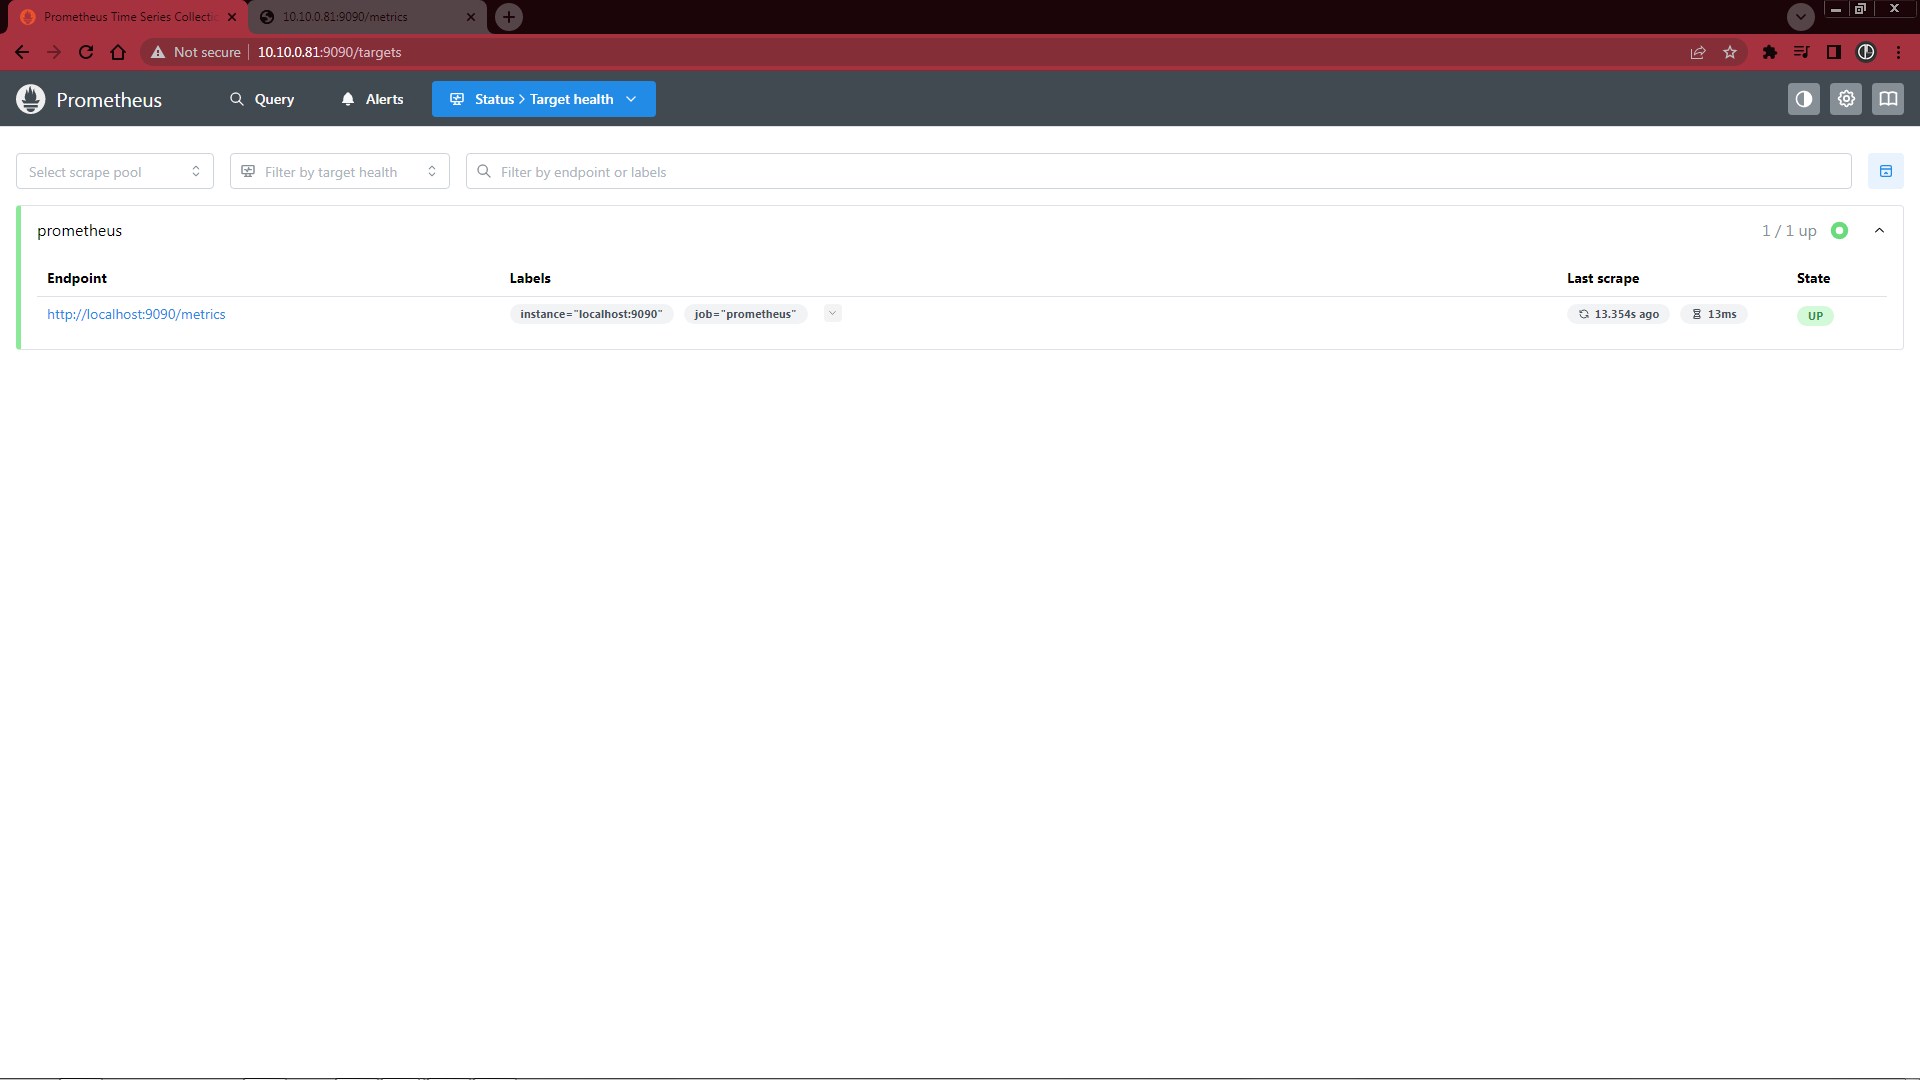 Prometheus Time Series Collecti
10.10.0.81:9090/metrics
Not secure
10.10.0.81:9090/targets
Prometheus
Query
Alerts
Status > Target health
Select scrape pool
Filter by target health
Filter by endpoint or labels
prometheus
1 / 1 up
Endpoint
Labels
Last scrape
State
http://localhost:9090/metrics
instance="localhost:9090"
job="prometheus"
13.354s ago
13ms
UP